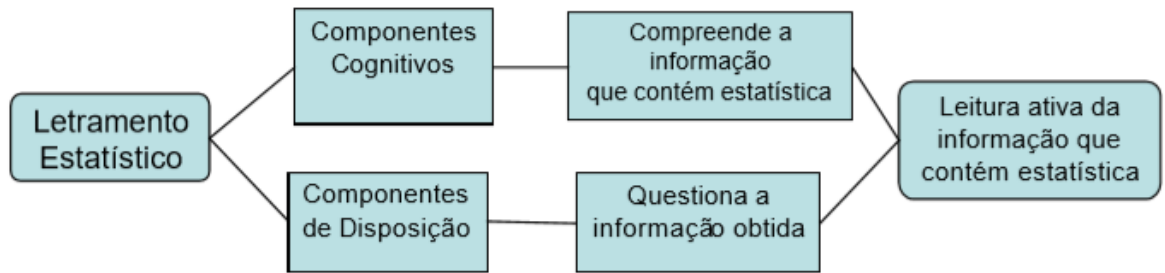 Letramento
Estatístico
Componentes
Cognitivos
Compreende a
informação
que contém estatística
Componentes
de Disposição
Questiona a
informação obtida
Leitura ativa da
informação que
contém estatística